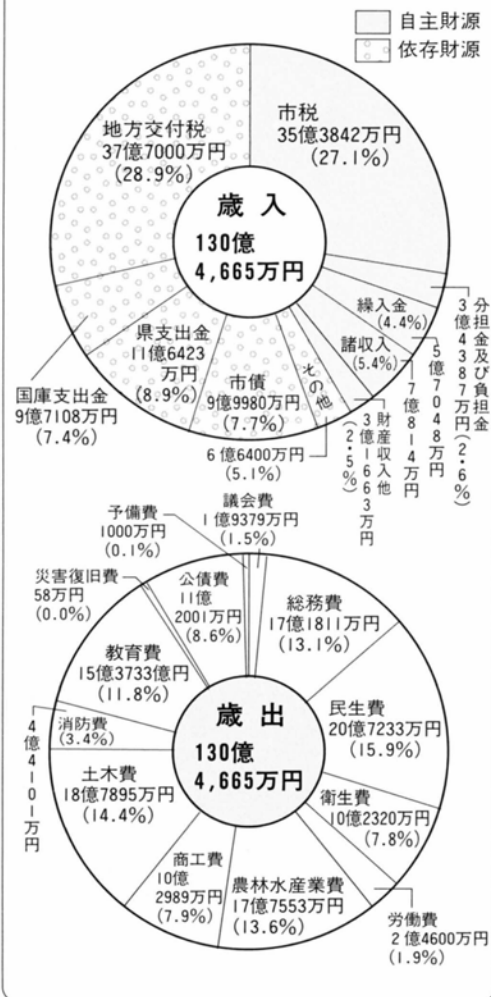 自主財源
依存財源
地方交付税
37億7000万円
(28.9%)
市税
35億3842万円
(27.1%)
歳入
130億
4,665万円
分担金及び負担金
3億4387万円(2・6%)
繰入金
(4.4%)
5億7048万円
諸収入
(5.4%)
7億814万円
財産収入他
3億1663万円
(2・5%)
その他
6億6400万円
(5.1%)
市債
9億9980万円
(7.7%)
県支出金
11億6423
万円
(8.9%)
国庫支出金
9億7108万円
(7.4%)
予備費
1000万円
(0.1%)
議会費
1億9379万円
(1.5%)
災害復旧費
58万円
(0.0%)
公債費
11億
2001万円
(8.6%)
総務費
17億1811万円
(13.1%)
教育費
15億3733億円
(11.8%)
歳出
130億
4,665万円
民生費
20億7233万円
(15.9%)
消防費
(3.4%)
4億4101万円
土木費
18億7895万円
(14.4%)
衛生費
10億2320万円
(7.8%)
商工費
10億
2989万円
(7.9%)
農林水産業費
17億7553万円
(13.6%)
労働費
2億4600万円
(1.9%)